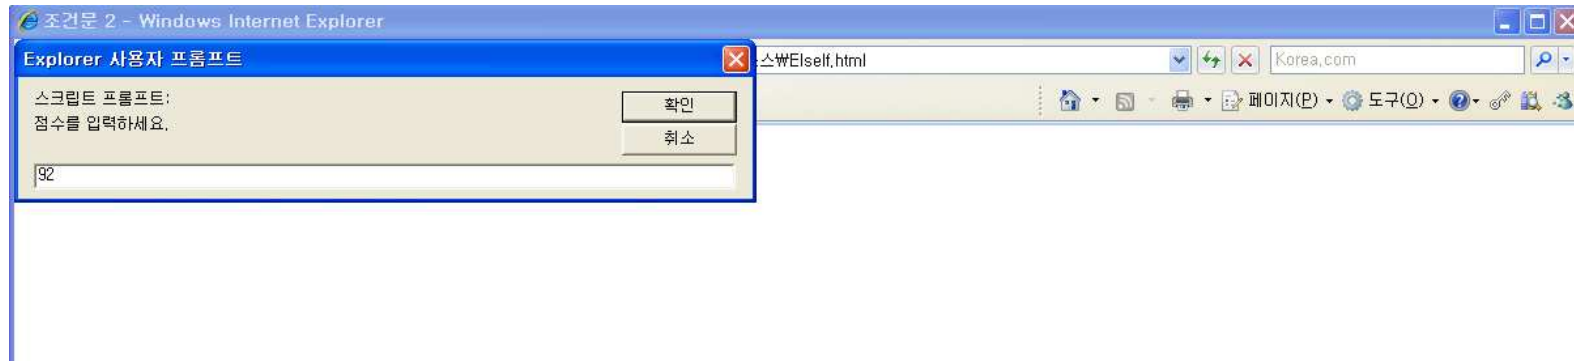 조건문 2 - Windows Internet Explorer
Explorer 사용자 프롬프트
스₩ElseIf.html
Korea.com
스크립트 프롬프트:
점수를 입력하세요.
확인
취소
페이지(P)
도구(O)
92